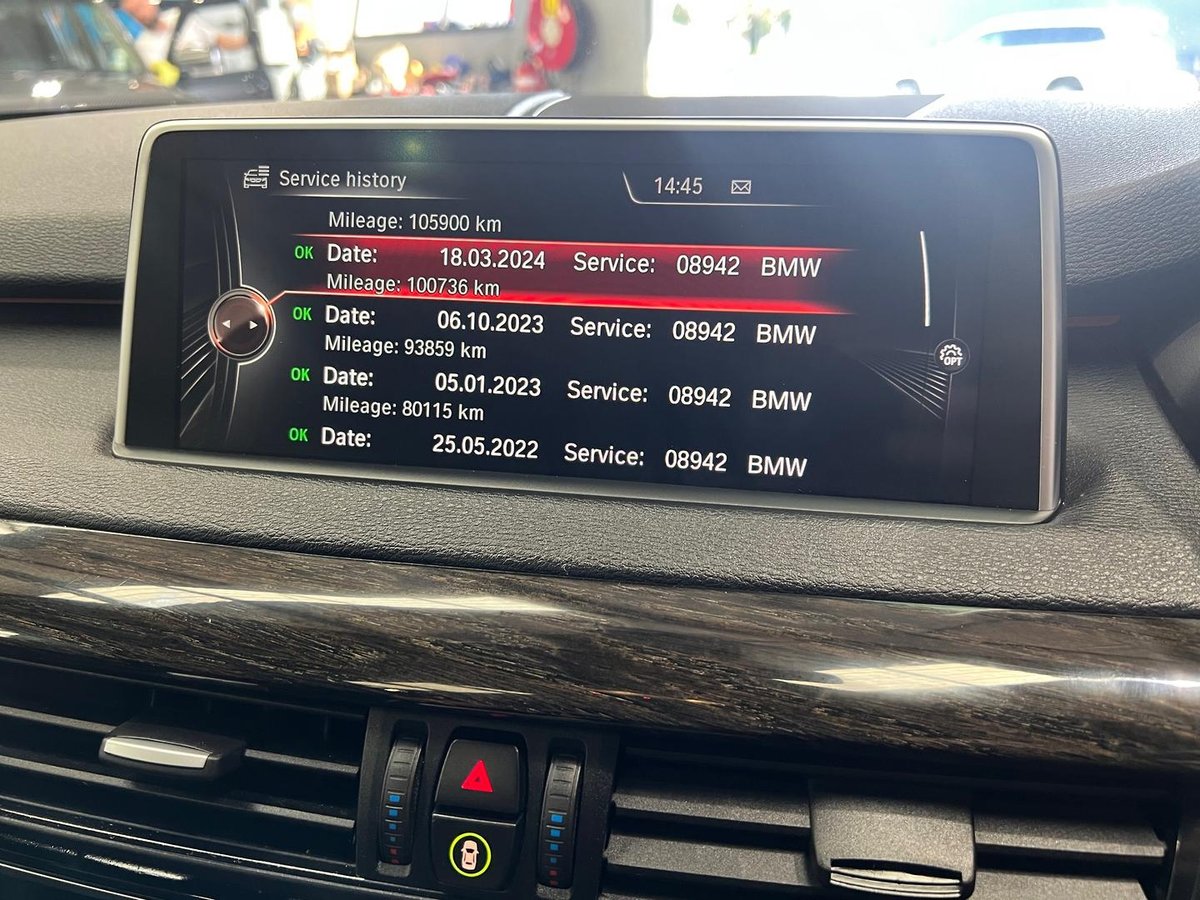 Service history 14:45
Mileage: 105900 km
OK Date: 18.03.2024 Service: 08942 BMW
Mileage: 100736 km
OK Date: 06.10.2023 Service: 08942 BMW
Mileage: 93859 km
OK Date: 05.01.2023 Service: 08942 BMW
Mileage: 80115 km
OK Date: 25.05.2022 Service: 08942 BMW
OPT